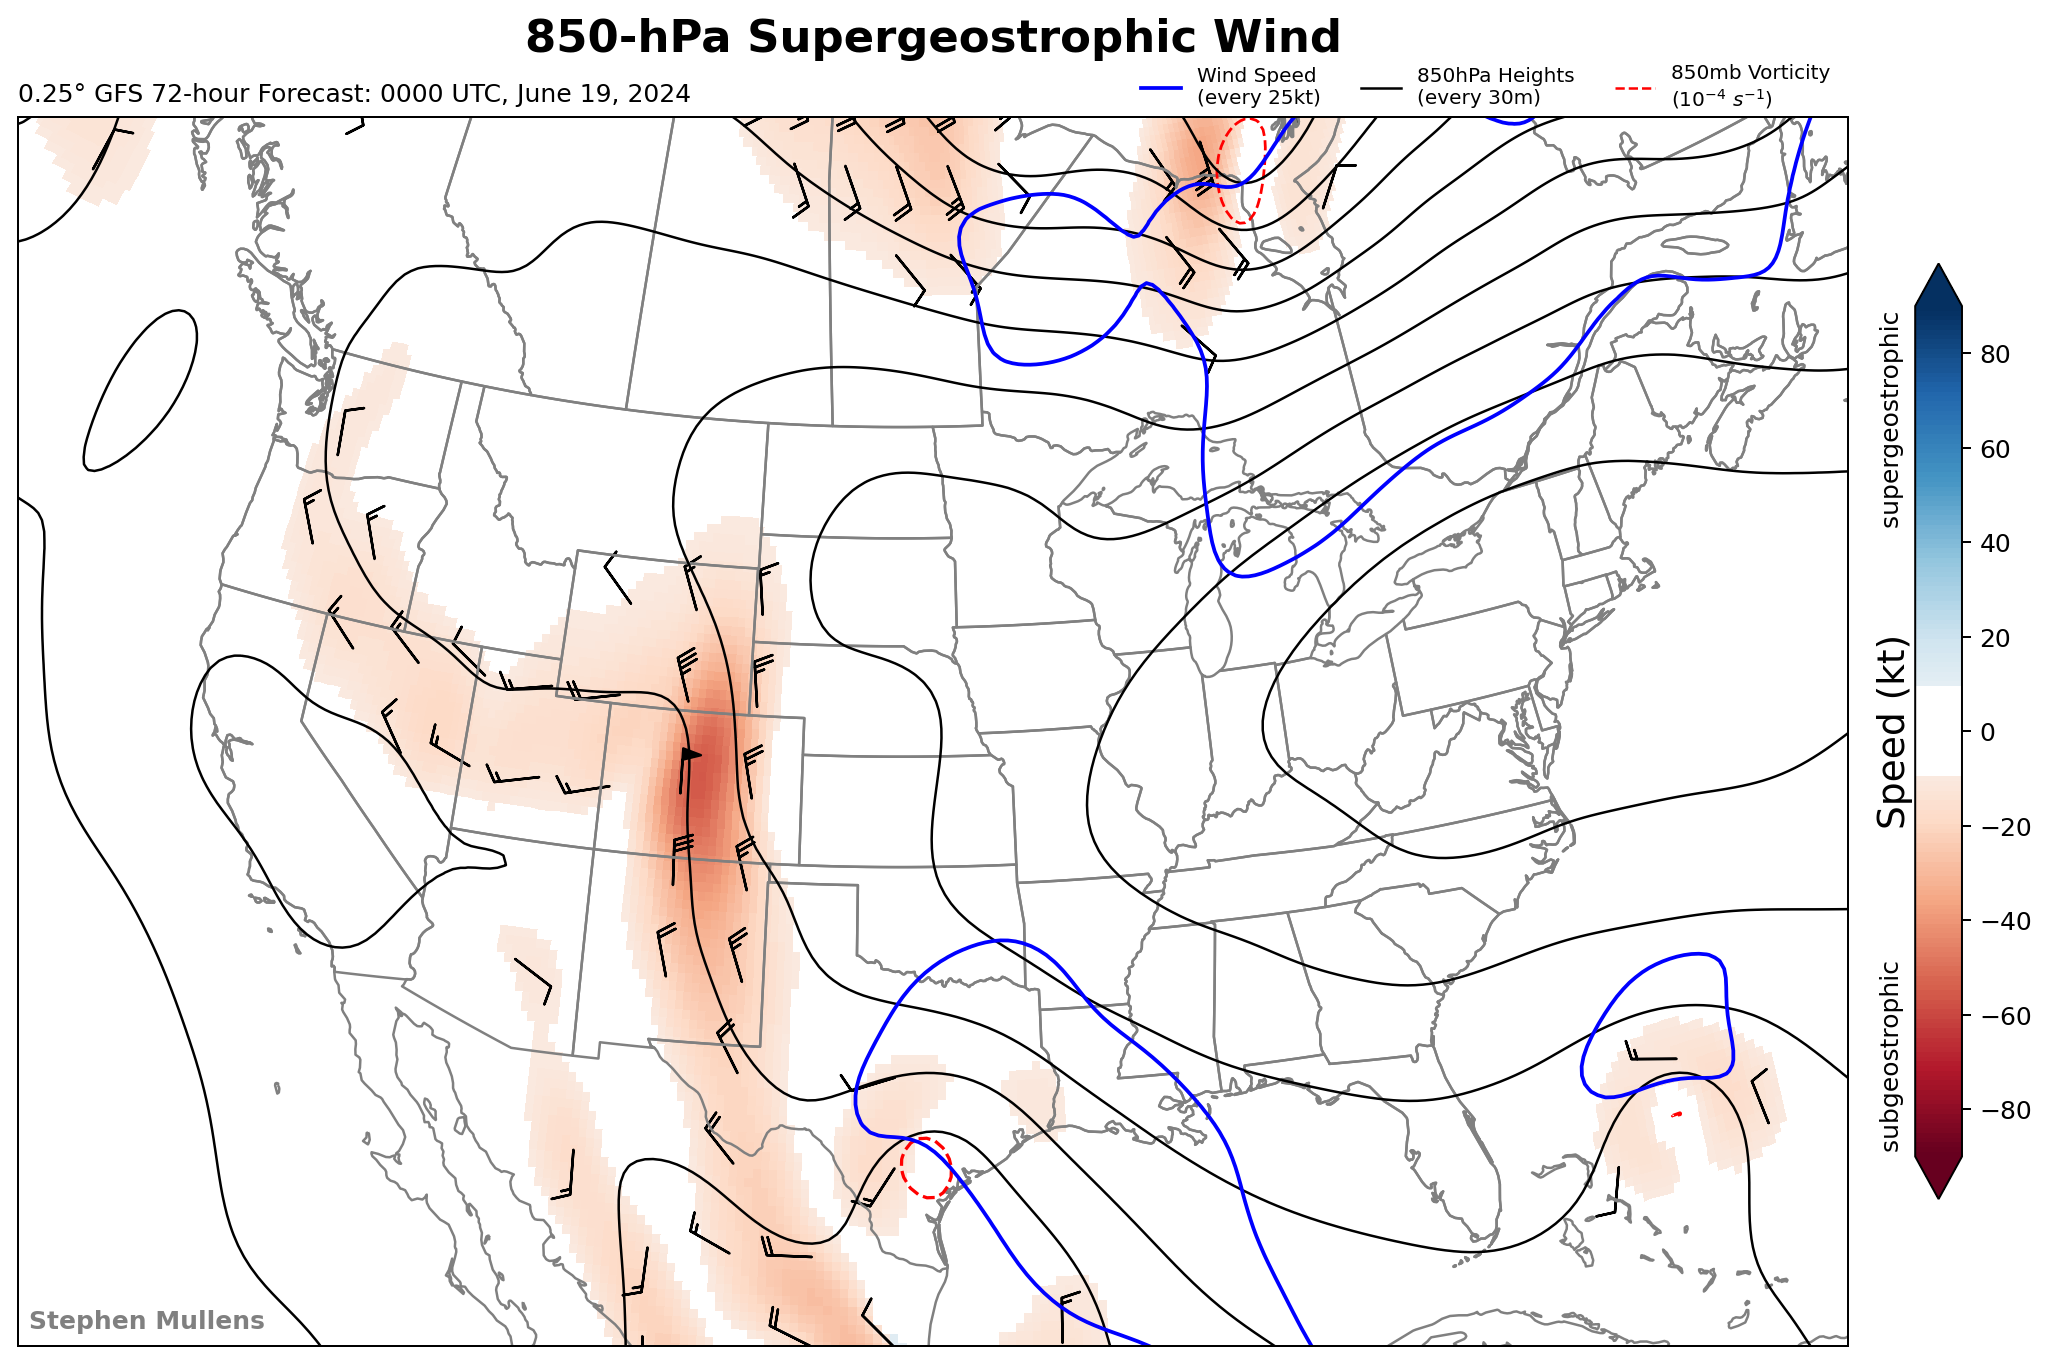 850-hPa Supergeostrophic Wind
0.25° GFS 72-hour Forecast: 0000 UTC, June 19, 2024
Wind Speed
(every 25kt)
850hPa Heights
(every 30m)
850mb Vorticity
(10⁻⁴ s⁻¹)
supergeostrophic
Speed (kt)
subgeostrophic
80
60
40
20
0
−20
−40
−60
−80
Stephen Mullens